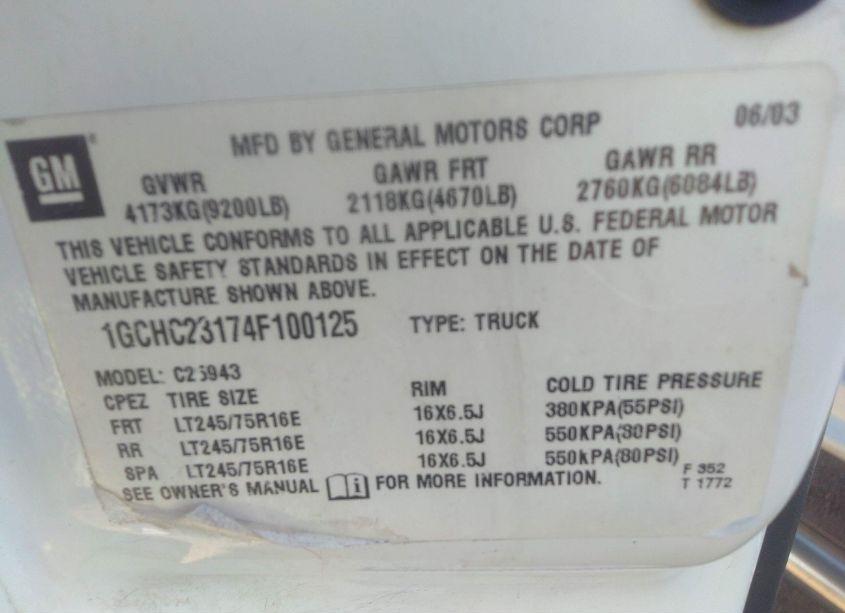 06/03
MFD BY GENERAL MOTORS CORP
GM
GVWR GAWR FRT GAWR RR
4173KG(9200LB) 2118KG(4670LB) 2760KG(6084LB)
THIS VEHICLE CONFORMS TO ALL APPLICABLE U.S. FEDERAL MOTOR
VEHICLE SAFETY STANDARDS IN EFFECT ON THE DATE OF
MANUFACTURE SHOWN ABOVE.
1GCHC23174F100125 TYPE: TRUCK
MODEL:
CPEZ TIRE SIZE RIM COLD TIRE PRESSURE
FRT LT245/75R16E 16X6.5J 380KPA(55PSI)
RR LT245/75R16E 16X6.5J 550KPA(80PSI)
SPA LT245/75R16E 16X6.5J 550KPA(80PSI)
SEE OWNER'S MANUAL i FOR MORE INFORMATION.
F 352
T 1772